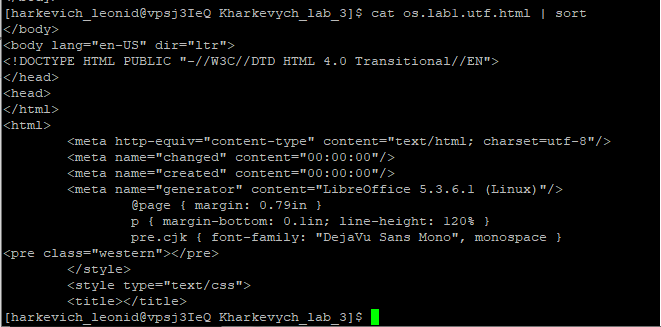 </body>
[harkevich_leonid@vpsj3IeQ Kharkevych_lab_3]$ cat os.lab1.utf.html | sort
</body>
<body lang="en-US" dir="ltr">
<!DOCTYPE HTML PUBLIC "-//W3C//DTD HTML 4.0 Transitional//EN">
</head>
<head>
</html>
<html>
        <meta http-equiv="content-type" content="text/html; charset=utf-8"/>
        <meta name="changed" content="00:00:00"/>
        <meta name="created" content="00:00:00"/>
        <meta name="generator" content="LibreOffice 5.3.6.1 (Linux)"/>
                @page { margin: 0.79in }
                p { margin-bottom: 0.1in; line-height: 120% }
                pre.cjk { font-family: "DejaVu Sans Mono", monospace }
<pre class="western"></pre>
        </style>
        <style type="text/css">
        <title></title>
[harkevich_leonid@vpsj3IeQ Kharkevych_lab_3]$